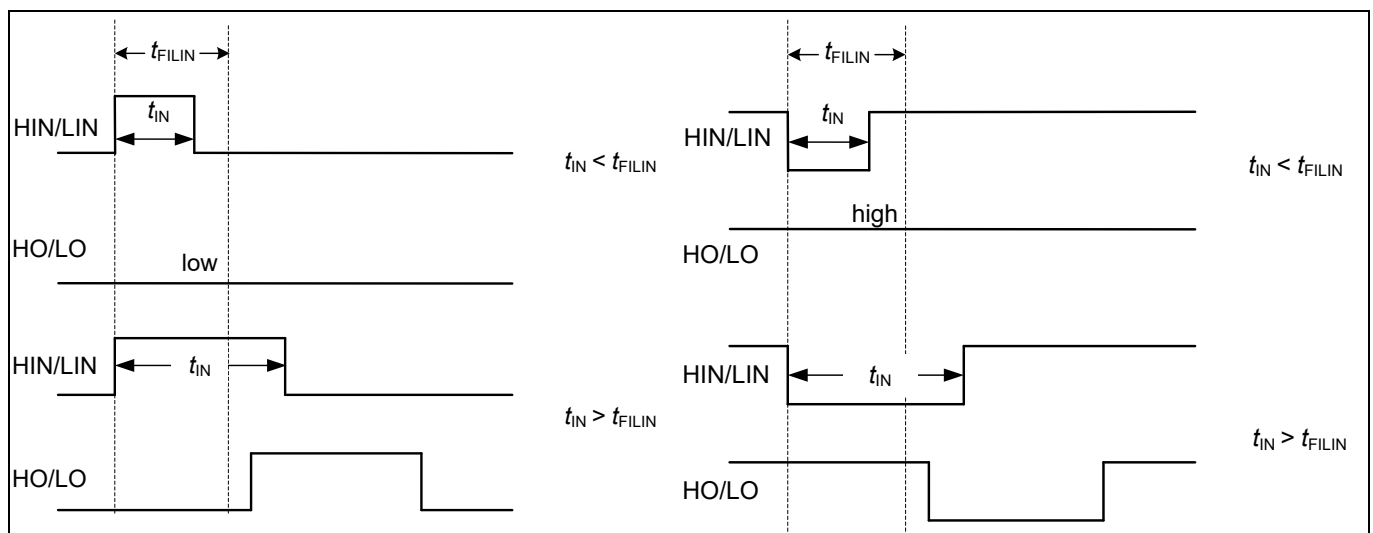 tFILIN
HIN/LIN
tIN
tIN < tFILIN
HO/LO
low
HIN/LIN
tIN
tIN > tFILIN
HO/LO
tFILIN
HIN/LIN
tIN
tIN < tFILIN
high
HO/LO
HIN/LIN
tIN
tIN > tFILIN
HO/LO